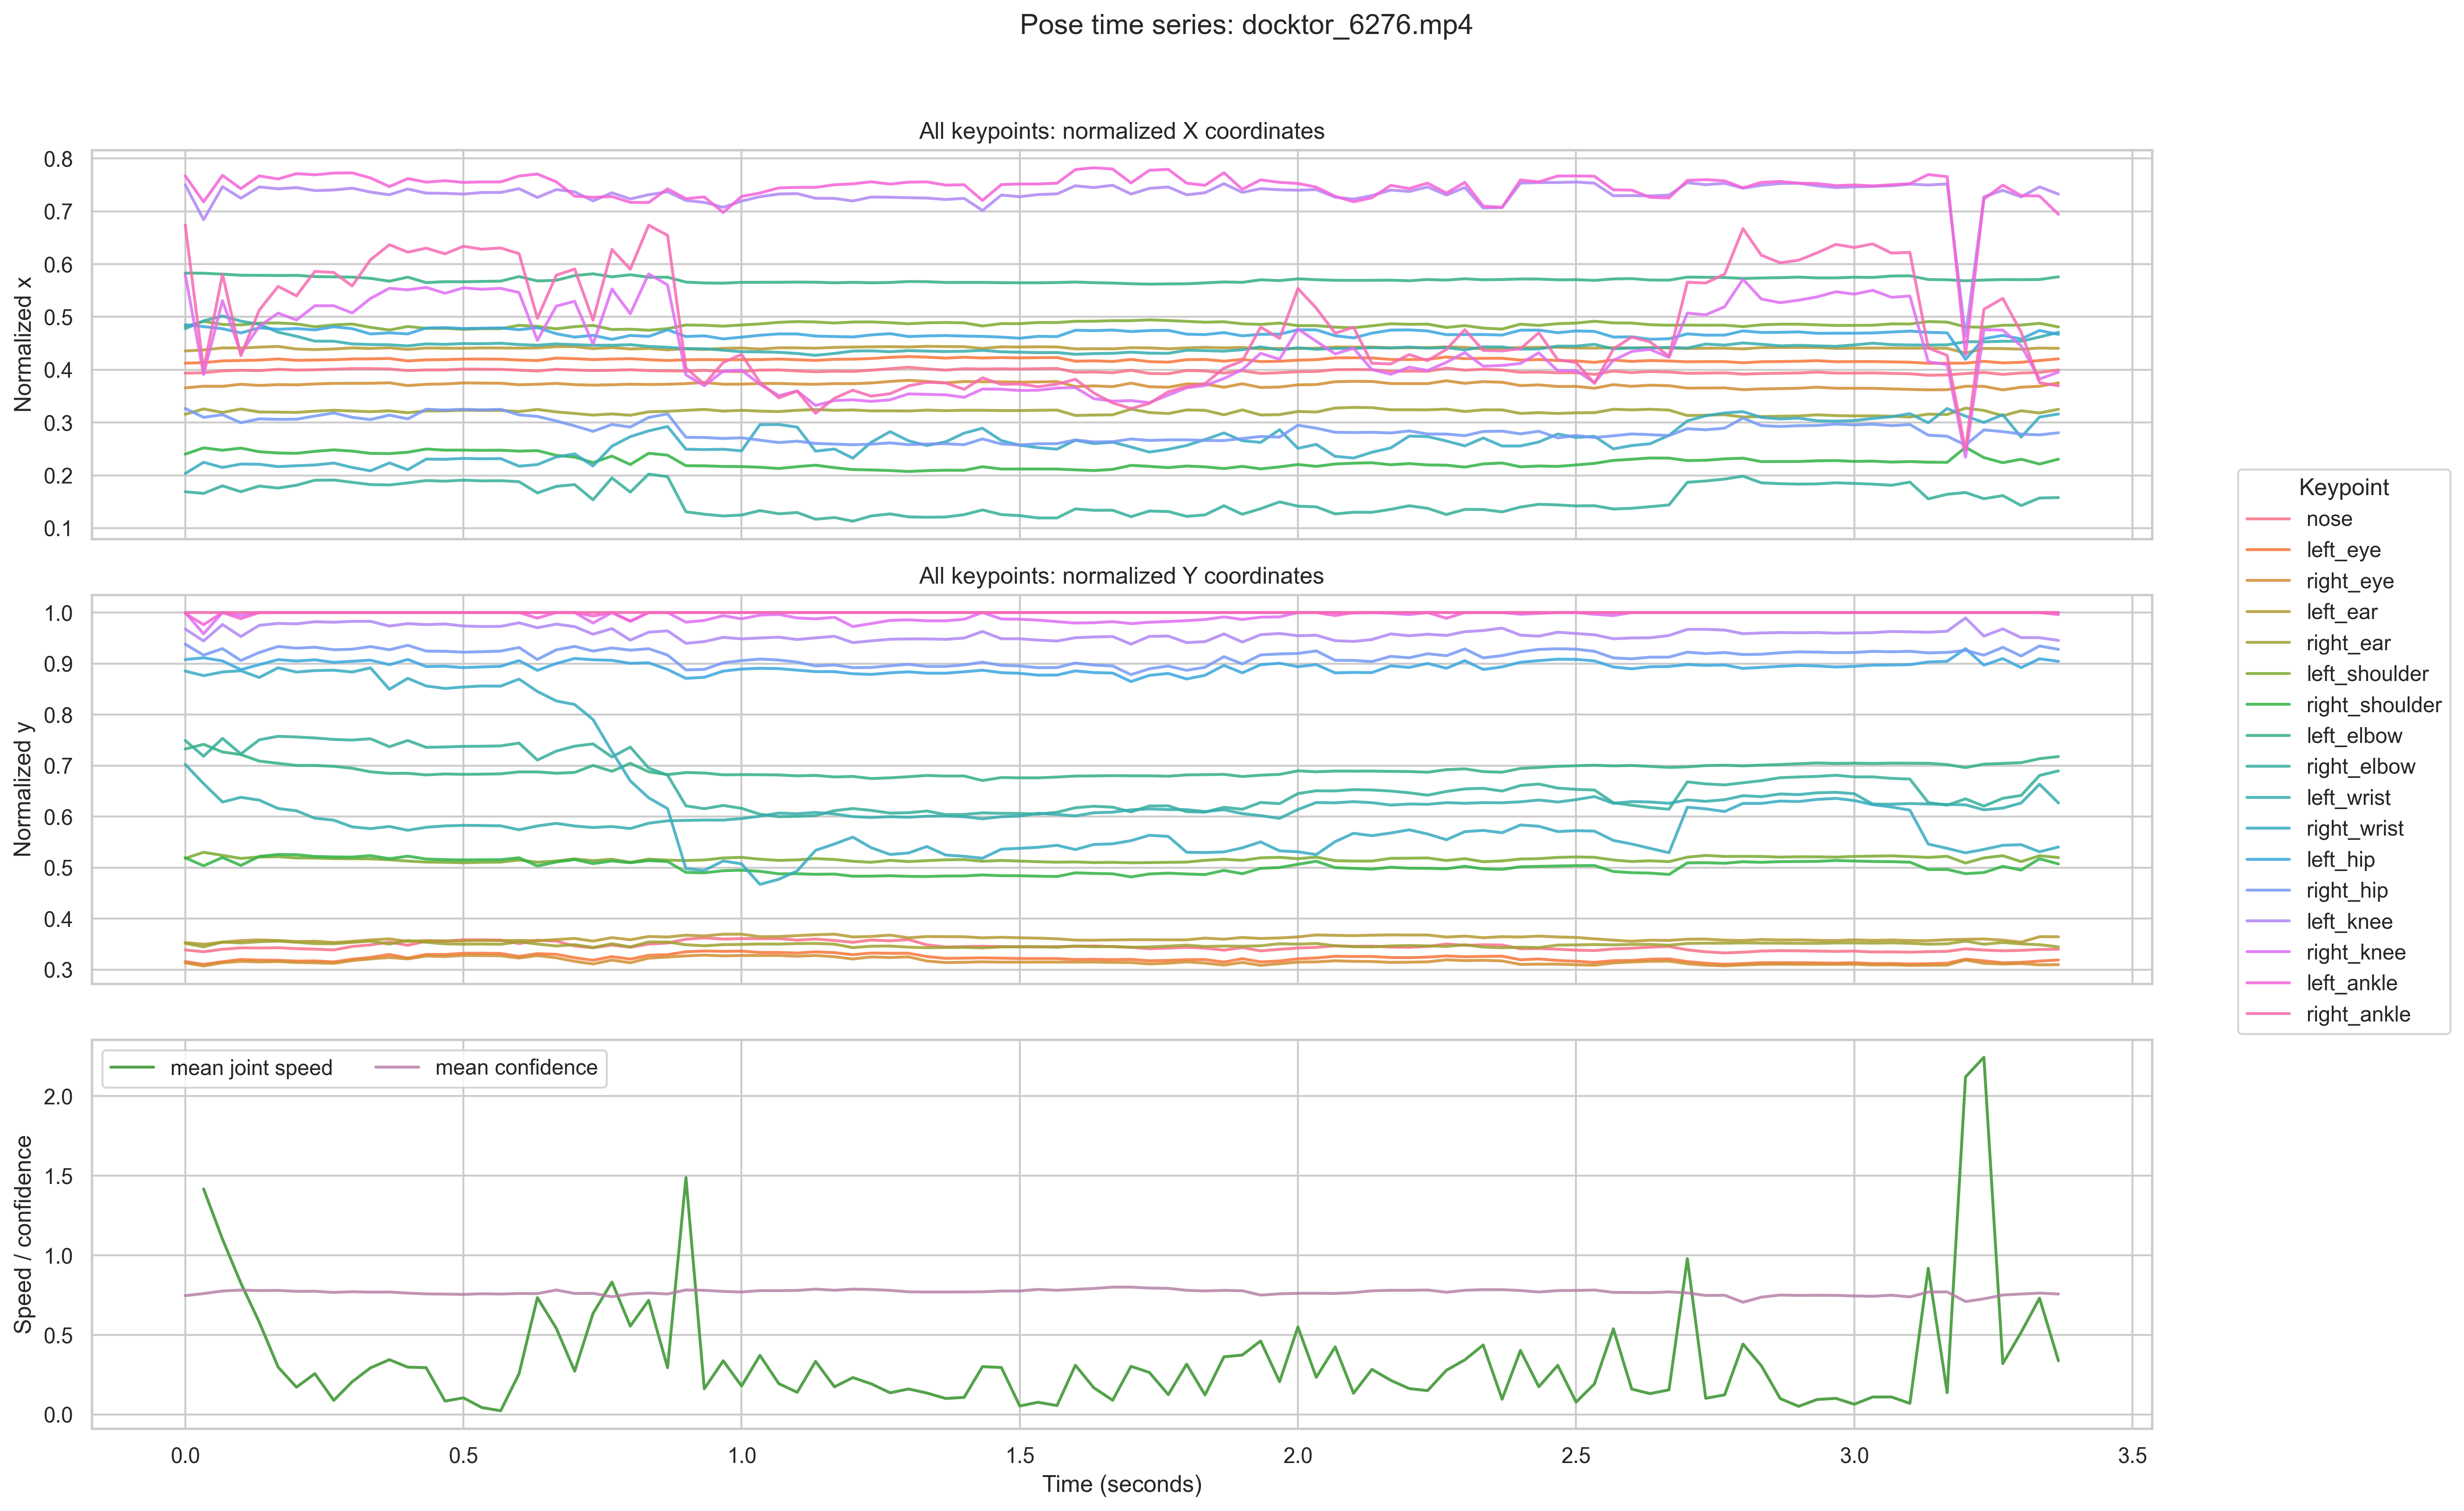 Pose time series: docktor_6276.mp4
All keypoints: normalized X coordinates
Normalized x
0.8
0.7
0.6
0.5
0.4
0.3
0.2
0.1
All keypoints: normalized Y coordinates
Normalized y
1.0
0.9
0.8
0.7
0.6
0.5
0.4
0.3
Keypoint
nose
left_eye
right_eye
left_ear
right_ear
left_shoulder
right_shoulder
left_elbow
right_elbow
left_wrist
right_wrist
left_hip
right_hip
left_knee
right_knee
left_ankle
right_ankle
mean joint speed
mean confidence
Speed / confidence
2.0
1.5
1.0
0.5
0.0
0.0 0.5 1.0 1.5 2.0 2.5 3.0 3.5
Time (seconds)